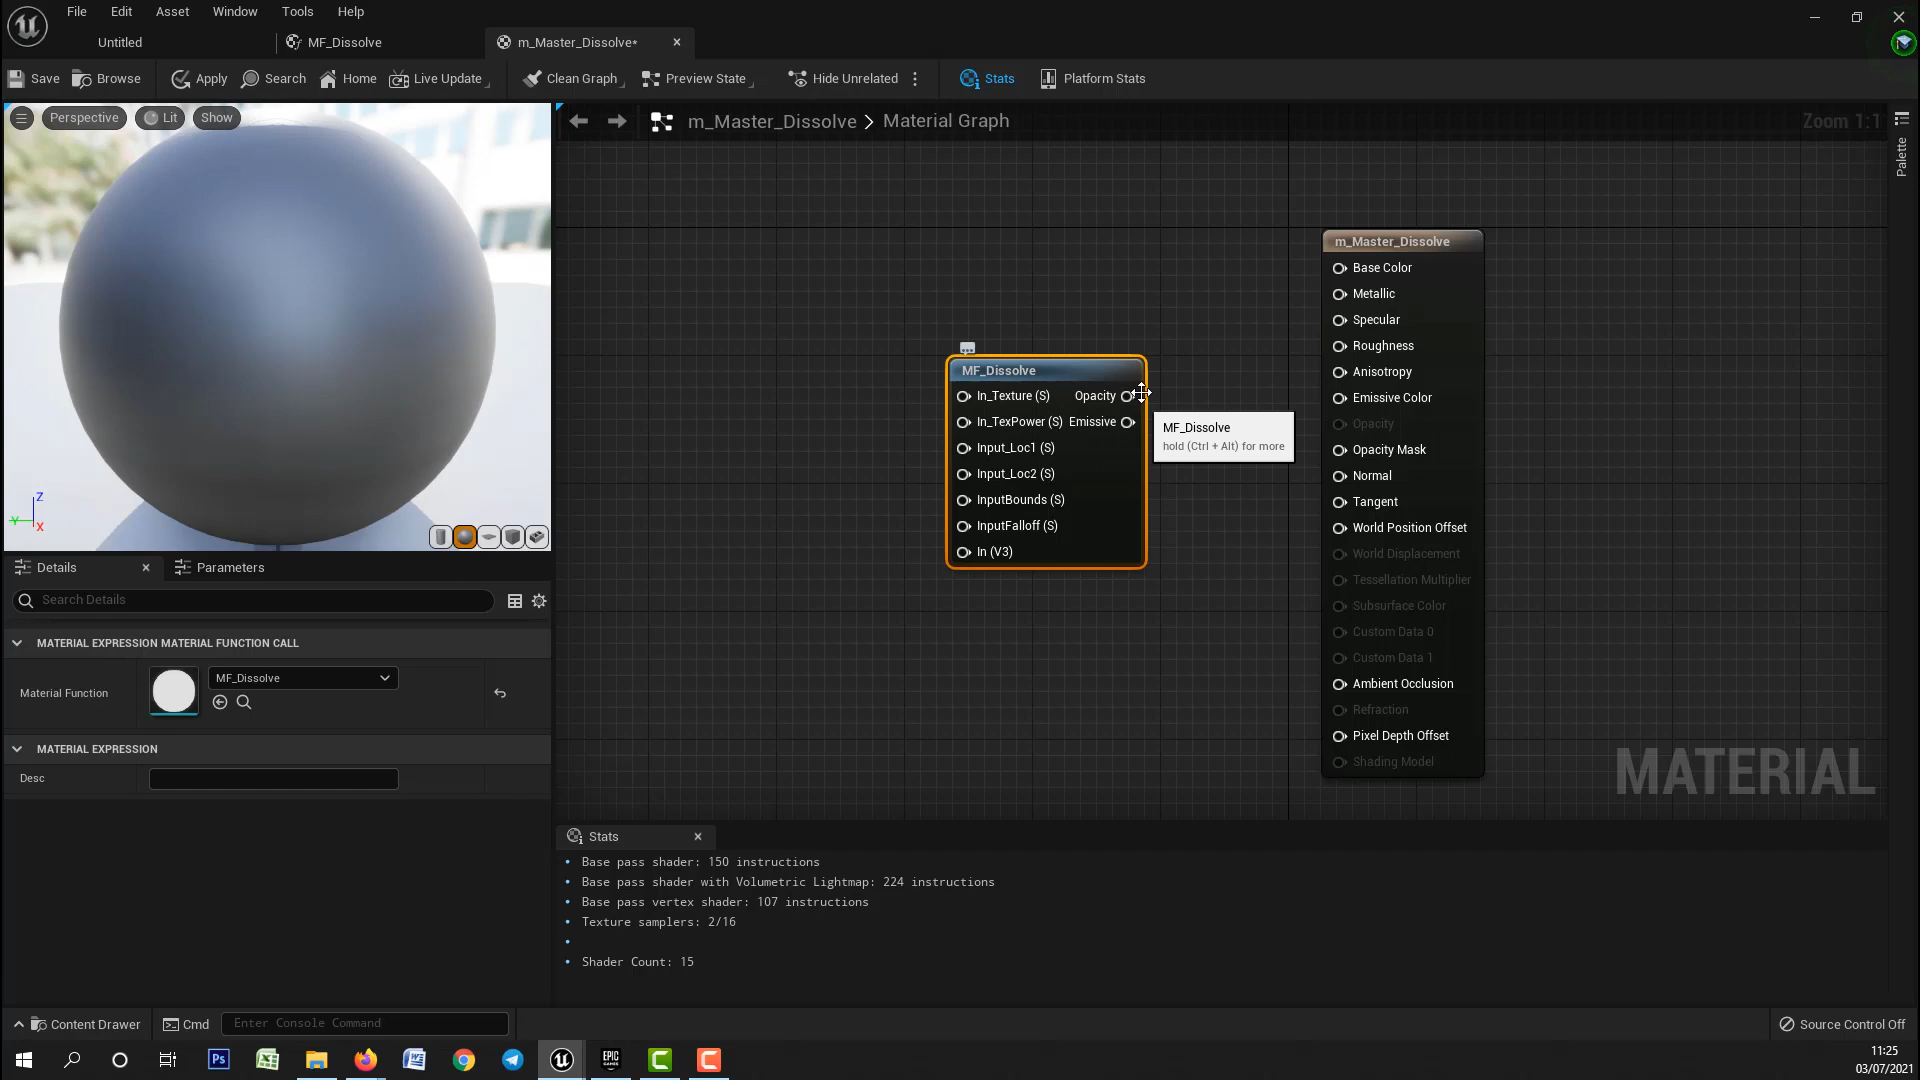 File Edit Asset Window Tools Help
Untitled MF_Dissolve m_Master_Dissolve*
Save Browse Apply Search Home Live Update Clean Graph Preview State Hide Unrelated Stats Platform Stats
Perspective Lit Show
m_Master_Dissolve Material Graph Zoom 1:1
Palette
m_Master_Dissolve
Base Color
Metallic
Specular
Roughness
Anisotropy
Emissive Color
Opacity
Opacity Mask
Normal
Tangent
World Position Offset
World Displacement
Tessellation Multiplier
Subsurface Color
Custom Data 0
Custom Data 1
Ambient Occlusion
Refraction
Pixel Depth Offset
Shading Model
MF_Dissolve
In_Texture (S) Opacity
In_TexPower (S) Emissive
Input_Loc1 (S)
Input_Loc2 (S)
InputBounds (S)
InputFalloff (S)
In (V3)
MF_Dissolve
hold (Ctrl + Alt) for more
MATERIAL
Z
Y
X
Details Parameters
Search Details
MATERIAL EXPRESSION MATERIAL FUNCTION CALL
Material Function MF_Dissolve
MATERIAL EXPRESSION
Desc
Stats
Base pass shader: 150 instructions
Base pass shader with Volumetric Lightmap: 224 instructions
Base pass vertex shader: 107 instructions
Texture samplers: 2/16
Shader Count: 15
Content Drawer Cmd Enter Console Command Source Control Off
Ps
EPIC GAMES
11:25
03/07/2021